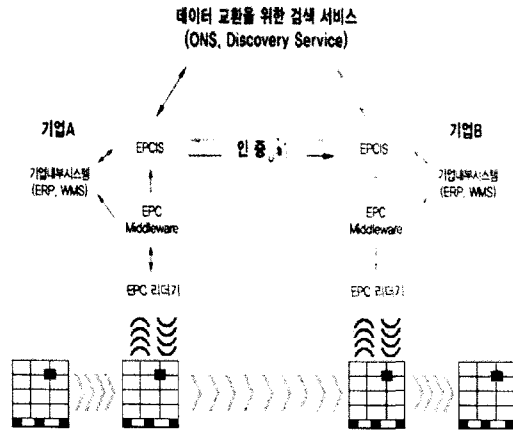 데이터 교환을 위한 검색 서비스
(ONS, Discovery Service)
기업A
기업B
EPCIS
인 증
EPCIS
기업내부시스템
(ERP, WMS)
기업내부시스템
(ERP, WMS)
EPC
Middleware
EPC
Middleware
EPC 리더기
EPC 리더기